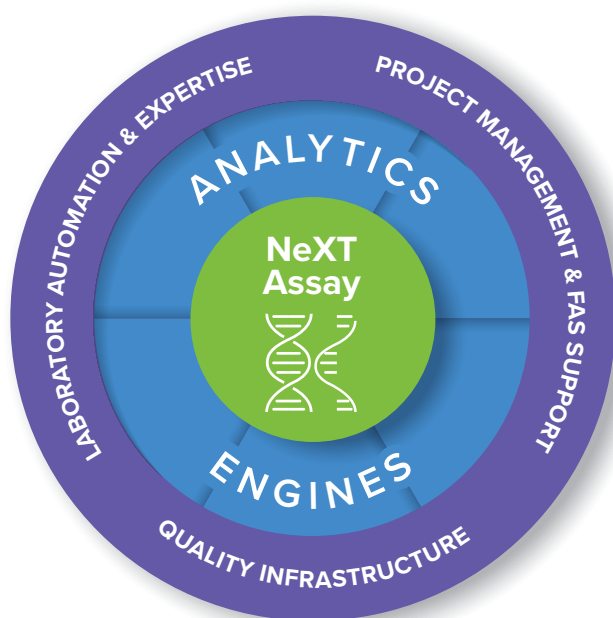 LABORATORY AUTOMATION & EXPERTISE
PROJECT MANAGEMENT & FAS SUPPORT
ANALYTICS
NeXT
Assay
ENGINES
QUALITY INFRASTRUCTURE